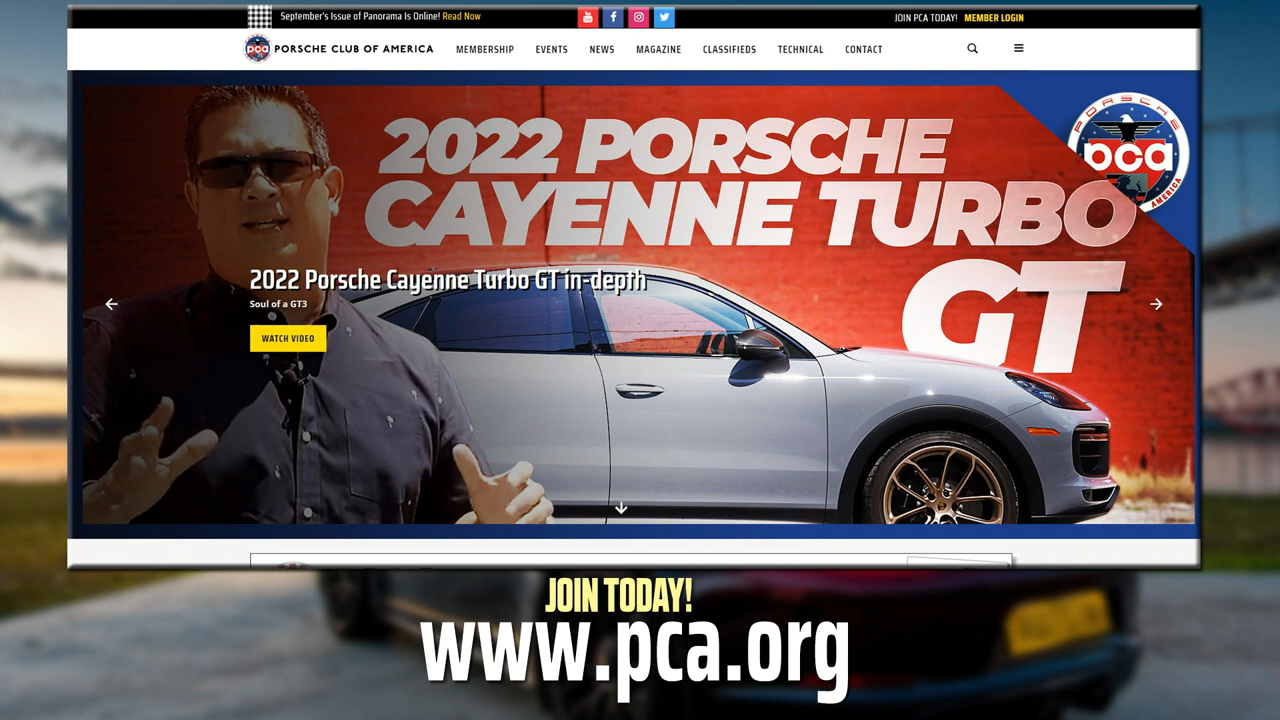 September's Issue of Panorama Is Online! Read Now
JOIN PCA TODAY! MEMBER LOGIN
pca PORSCHE CLUB OF AMERICA
MEMBERSHIP EVENTS NEWS MAGAZINE CLASSIFIEDS TECHNICAL CONTACT
2022 PORSCHE
CAYENNE TURBO
GT
PORSCHE
pca
AMERICA
2022 Porsche Cayenne Turbo GT in-depth
Soul of a GT3
WATCH VIDEO
JOIN TODAY!
www.pca.org